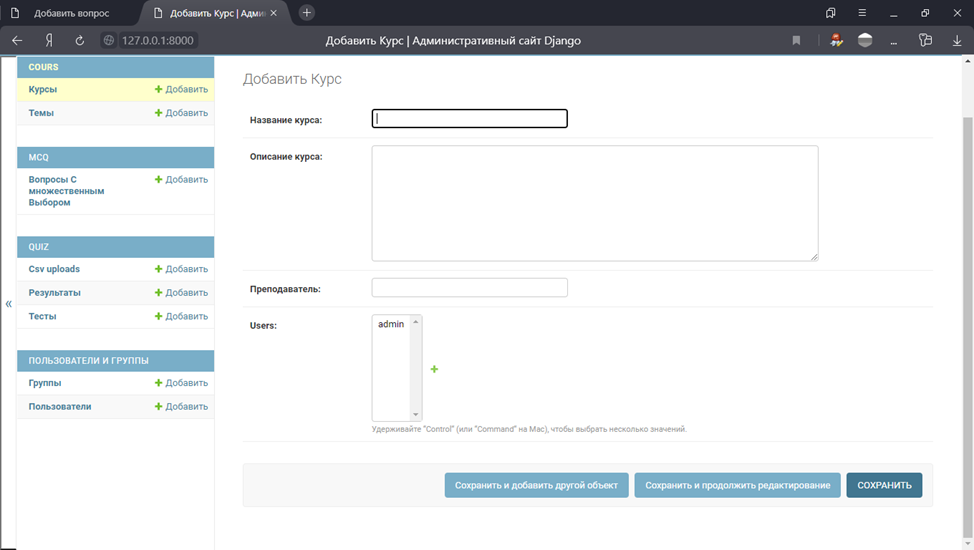 Добавить вопрос
Добавить Курс | Админ
127.0.0.1:8000
Добавить Курс | Административный сайт Django
COURS
Курсы
Добавить
Темы
Добавить
MCQ
Вопросы С
множественным
Выбором
Добавить
QUIZ
Csv uploads
Добавить
Результаты
Добавить
Тесты
Добавить
ПОЛЬЗОВАТЕЛИ И ГРУППЫ
Группы
Добавить
Пользователи
Добавить
«
Добавить Курс
Название курса:
Описание курса:
Преподаватель:
Users:
admin
Удерживайте "Control" (или "Command" на Mac), чтобы выбрать несколько значений.
Сохранить и добавить другой объект
Сохранить и продолжить редактирование
СОХРАНИТЬ